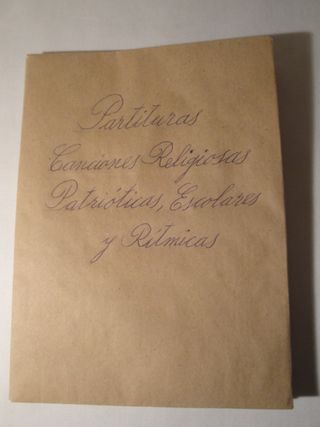 Partituras
Canciones Religiosas
Patrióticas, Escolares
y Rítmicas